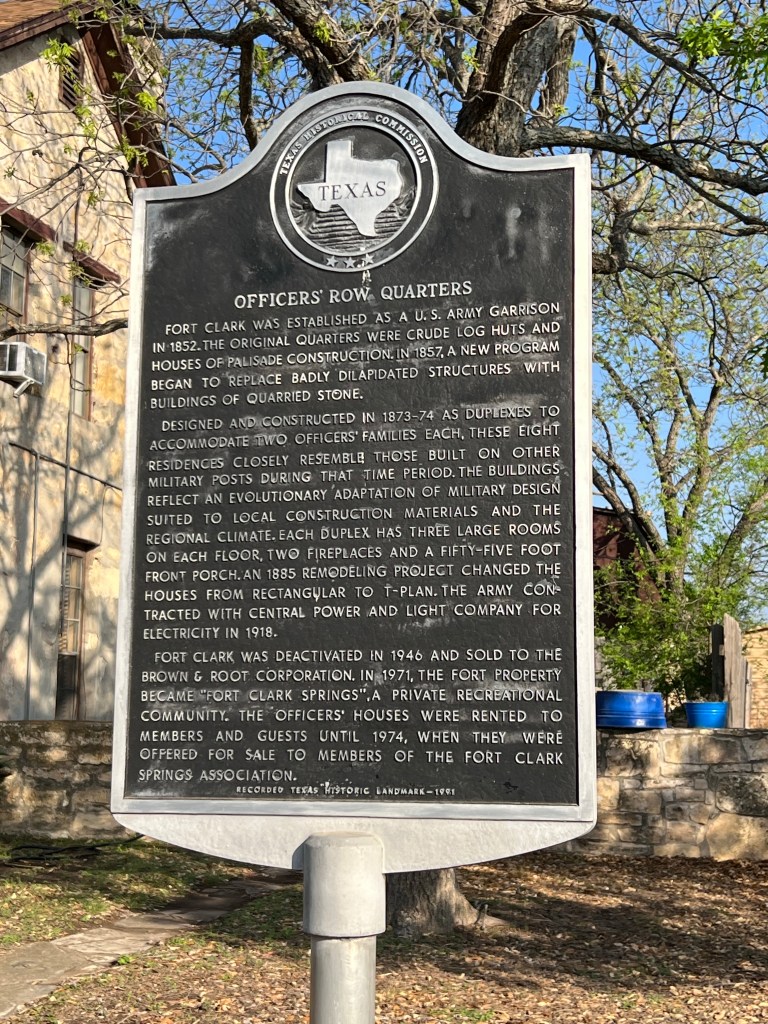 TEXAS HISTORICAL COMMISSION
TEXAS
OFFICERS' ROW QUARTERS
FORT CLARK WAS ESTABLISHED AS A U.S. ARMY GARRISON
IN 1852. THE ORIGINAL QUARTERS WERE CRUDE LOG HUTS AND
HOUSES OF PALISADE CONSTRUCTION. IN 1857, A NEW PROGRAM
BEGAN TO REPLACE BADLY DILAPIDATED STRUCTURES WITH
BUILDINGS OF QUARRIED STONE.
DESIGNED AND CONSTRUCTED IN 1873-74 AS DUPLEXES TO
ACCOMMODATE TWO OFFICERS' FAMILIES EACH, THESE EIGHT
RESIDENCES CLOSELY RESEMBLE THOSE BUILT ON OTHER
MILITARY POSTS DURING THAT TIME PERIOD. THE BUILDINGS
REFLECT AN EVOLUTIONARY ADAPTATION OF MILITARY DESIGN
SUITED TO LOCAL CONSTRUCTION MATERIALS AND THE
REGIONAL CLIMATE. EACH DUPLEX HAS THREE LARGE ROOMS
ON EACH FLOOR, TWO FIREPLACES AND A FIFTY-FIVE FOOT
FRONT PORCH. AN 1885 REMODELING PROJECT CHANGED THE
HOUSES FROM RECTANGULAR TO T-PLAN. THE ARMY CON-
TRACTED WITH CENTRAL POWER AND LIGHT COMPANY FOR
ELECTRICITY IN 1918.
FORT CLARK WAS DEACTIVATED IN 1946 AND SOLD TO THE
BROWN & ROOT CORPORATION. IN 1971, THE FORT PROPERTY
BECAME "FORT CLARK SPRINGS", A PRIVATE RECREATIONAL
COMMUNITY. THE OFFICERS' HOUSES WERE RENTED TO
MEMBERS AND GUESTS UNTIL 1974, WHEN THEY WERE
OFFERED FOR SALE TO MEMBERS OF THE FORT CLARK
SPRINGS ASSOCIATION.
RECORDED TEXAS HISTORIC LANDMARK-1991